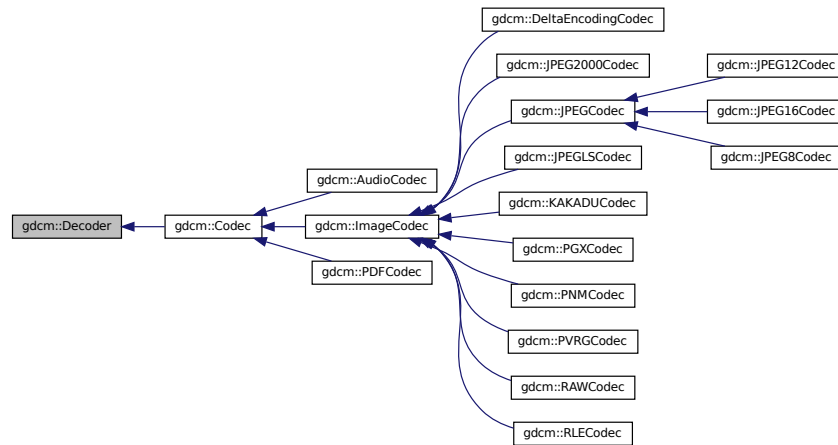 gdcm::DeltaEncodingCodec
gdcm::JPEG2000Codec
gdcm::JPEG12Codec
gdcm::JPEGCodec
gdcm::JPEG16Codec
gdcm::JPEGLSCodec
gdcm::JPEG8Codec
gdcm::AudioCodec
gdcm::KAKADUCodec
gdcm::Decoder
gdcm::Codec
gdcm::ImageCodec
gdcm::PGXCodec
gdcm::PDFCodec
gdcm::PNMCodec
gdcm::PVRGCodec
gdcm::RAWCodec
gdcm::RLECodec